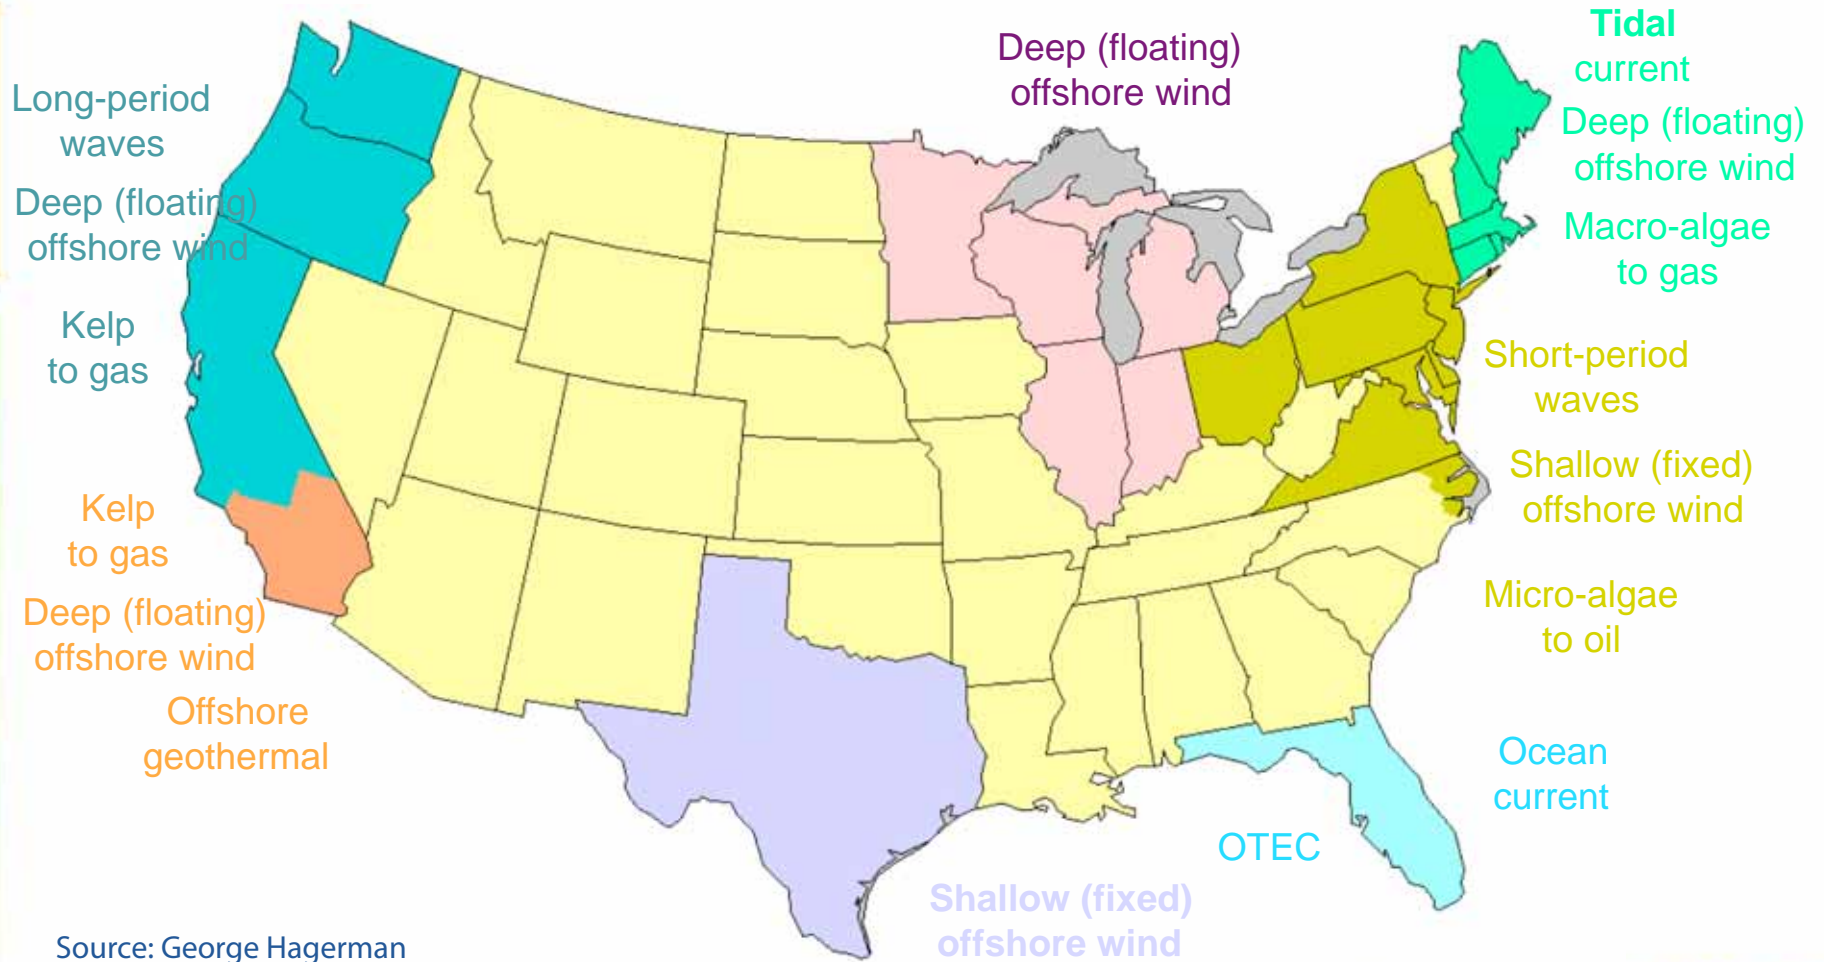 Long-period
waves
Deep (floating)
offshore wind
Kelp
to gas
Kelp
to gas
Deep (floating)
offshore wind
Offshore
geothermal
Source: George Hagerman
Deep (floating)
offshore wind
Tidal
current
Deep (floating)
offshore wind
Macro-algae
to gas
Short-period
waves
Shallow (fixed)
offshore wind
Micro-algae
to oil
Ocean
current
OTEC
Shallow (fixed)
offshore wind